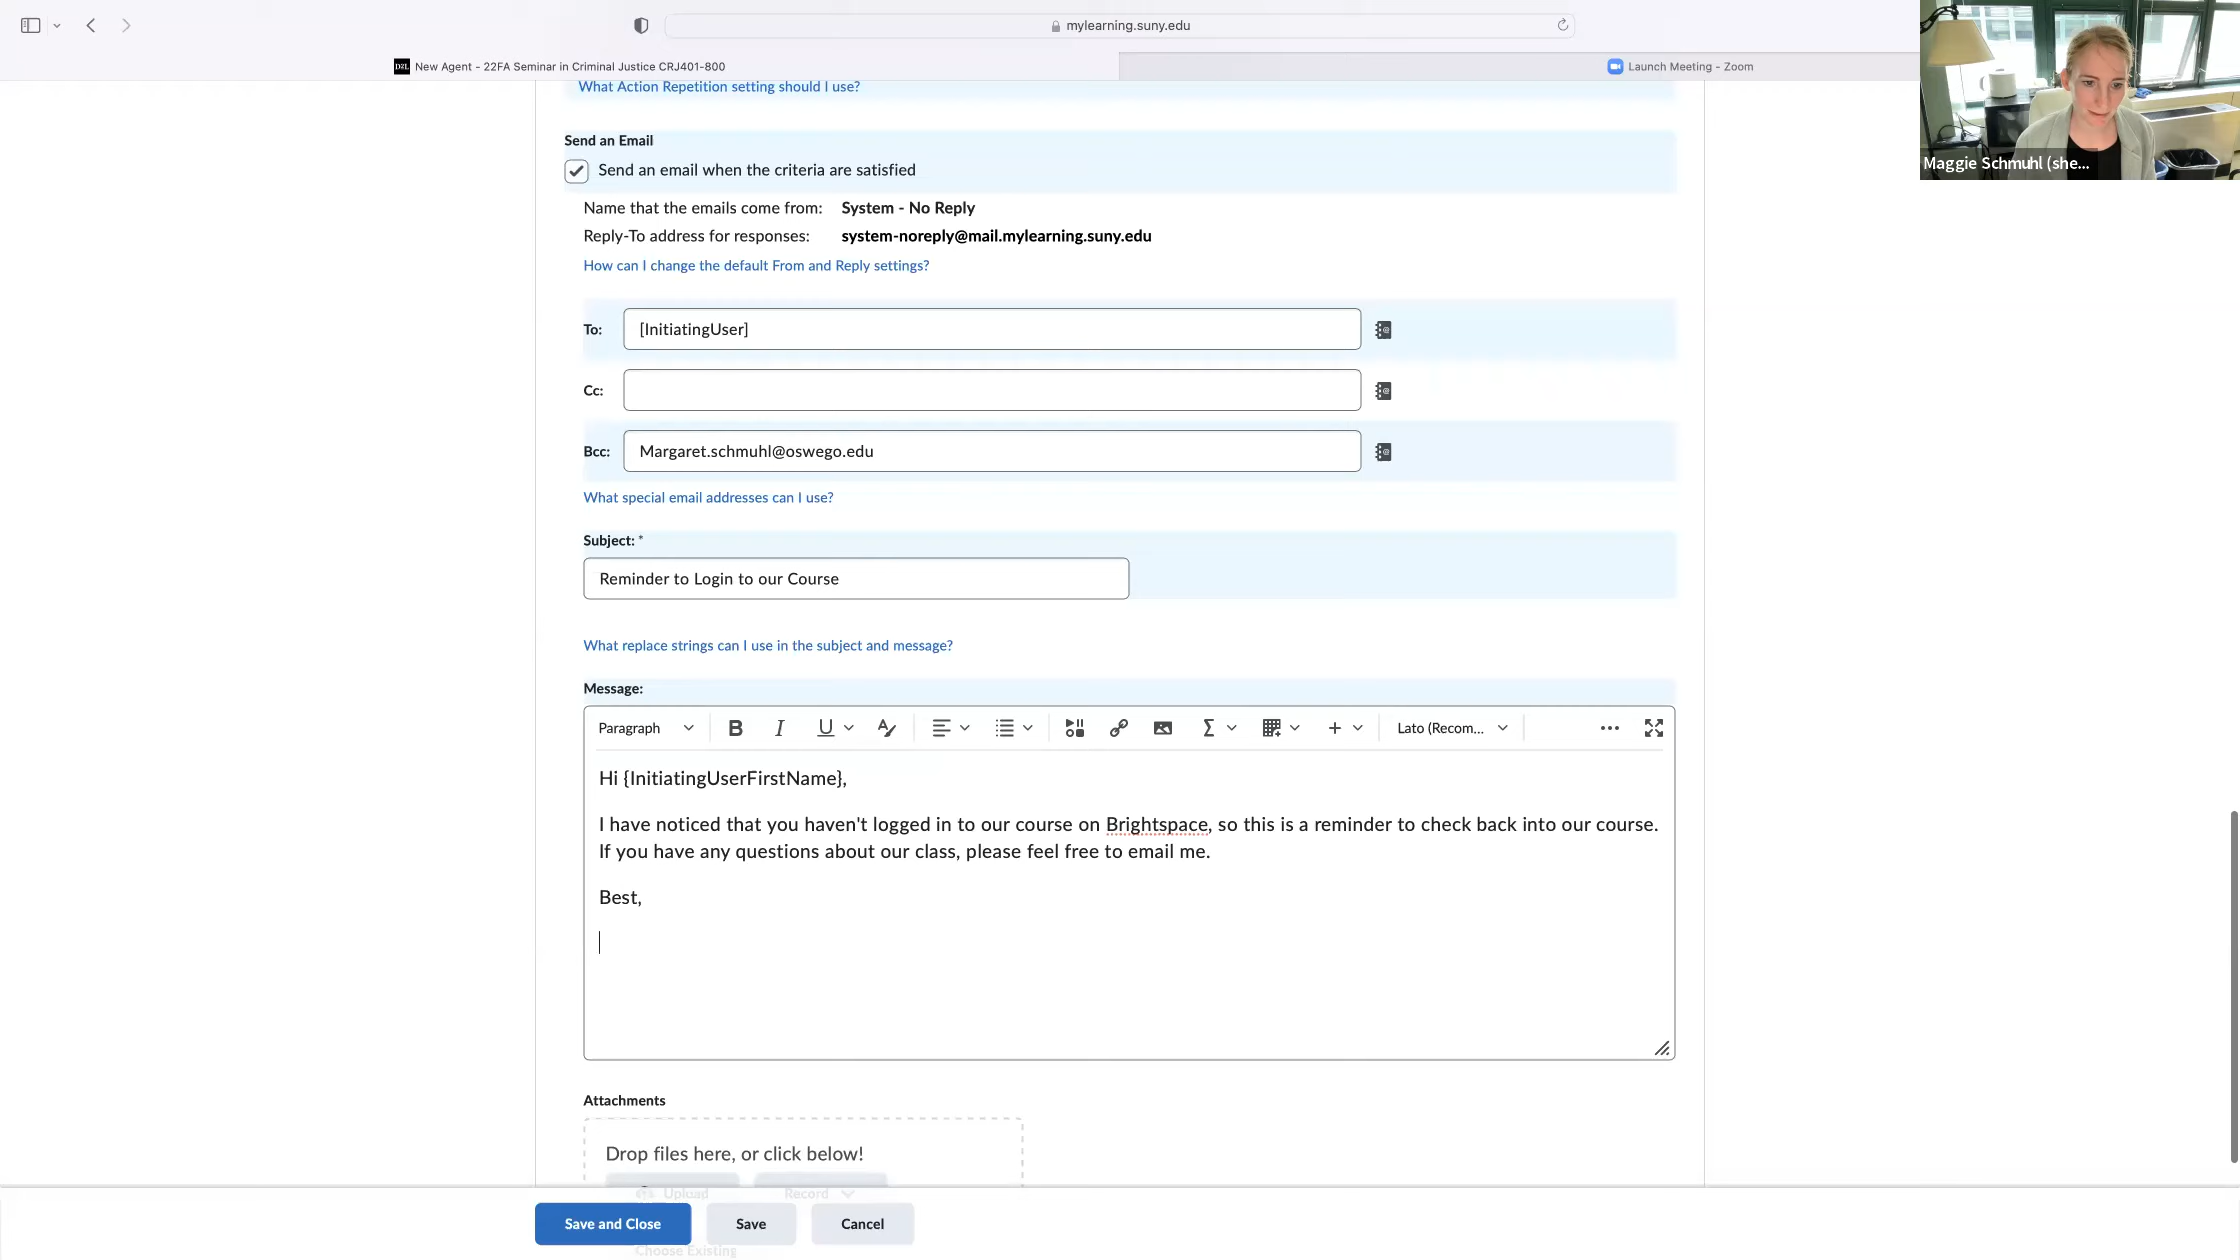 mylearning.suny.edu
D2L New Agent - 22FA Seminar in Criminal Justice CRJ401-800
Launch Meeting - Zoom
Maggie Schmuhl (she...
What Action Repetition setting should I use?
Send an Email
Send an email when the criteria are satisfied
Name that the emails come from: System - No Reply
Reply-To address for responses: system-noreply@mail.mylearning.suny.edu
How can I change the default From and Reply settings?
To: [InitiatingUser]
Cc:
Bcc: Margaret.schmuhl@oswego.edu
What special email addresses can I use?
Subject: *
Reminder to Login to our Course
What replace strings can I use in the subject and message?
Message:
Paragraph B I U Lato (Recom...
Hi {InitiatingUserFirstName},
I have noticed that you haven't logged in to our course on Brightspace, so this is a reminder to check back into our course.
If you have any questions about our class, please feel free to email me.
Best,
Attachments
Drop files here, or click below!
Upload Record
Save and Close Save Cancel
Choose Existing